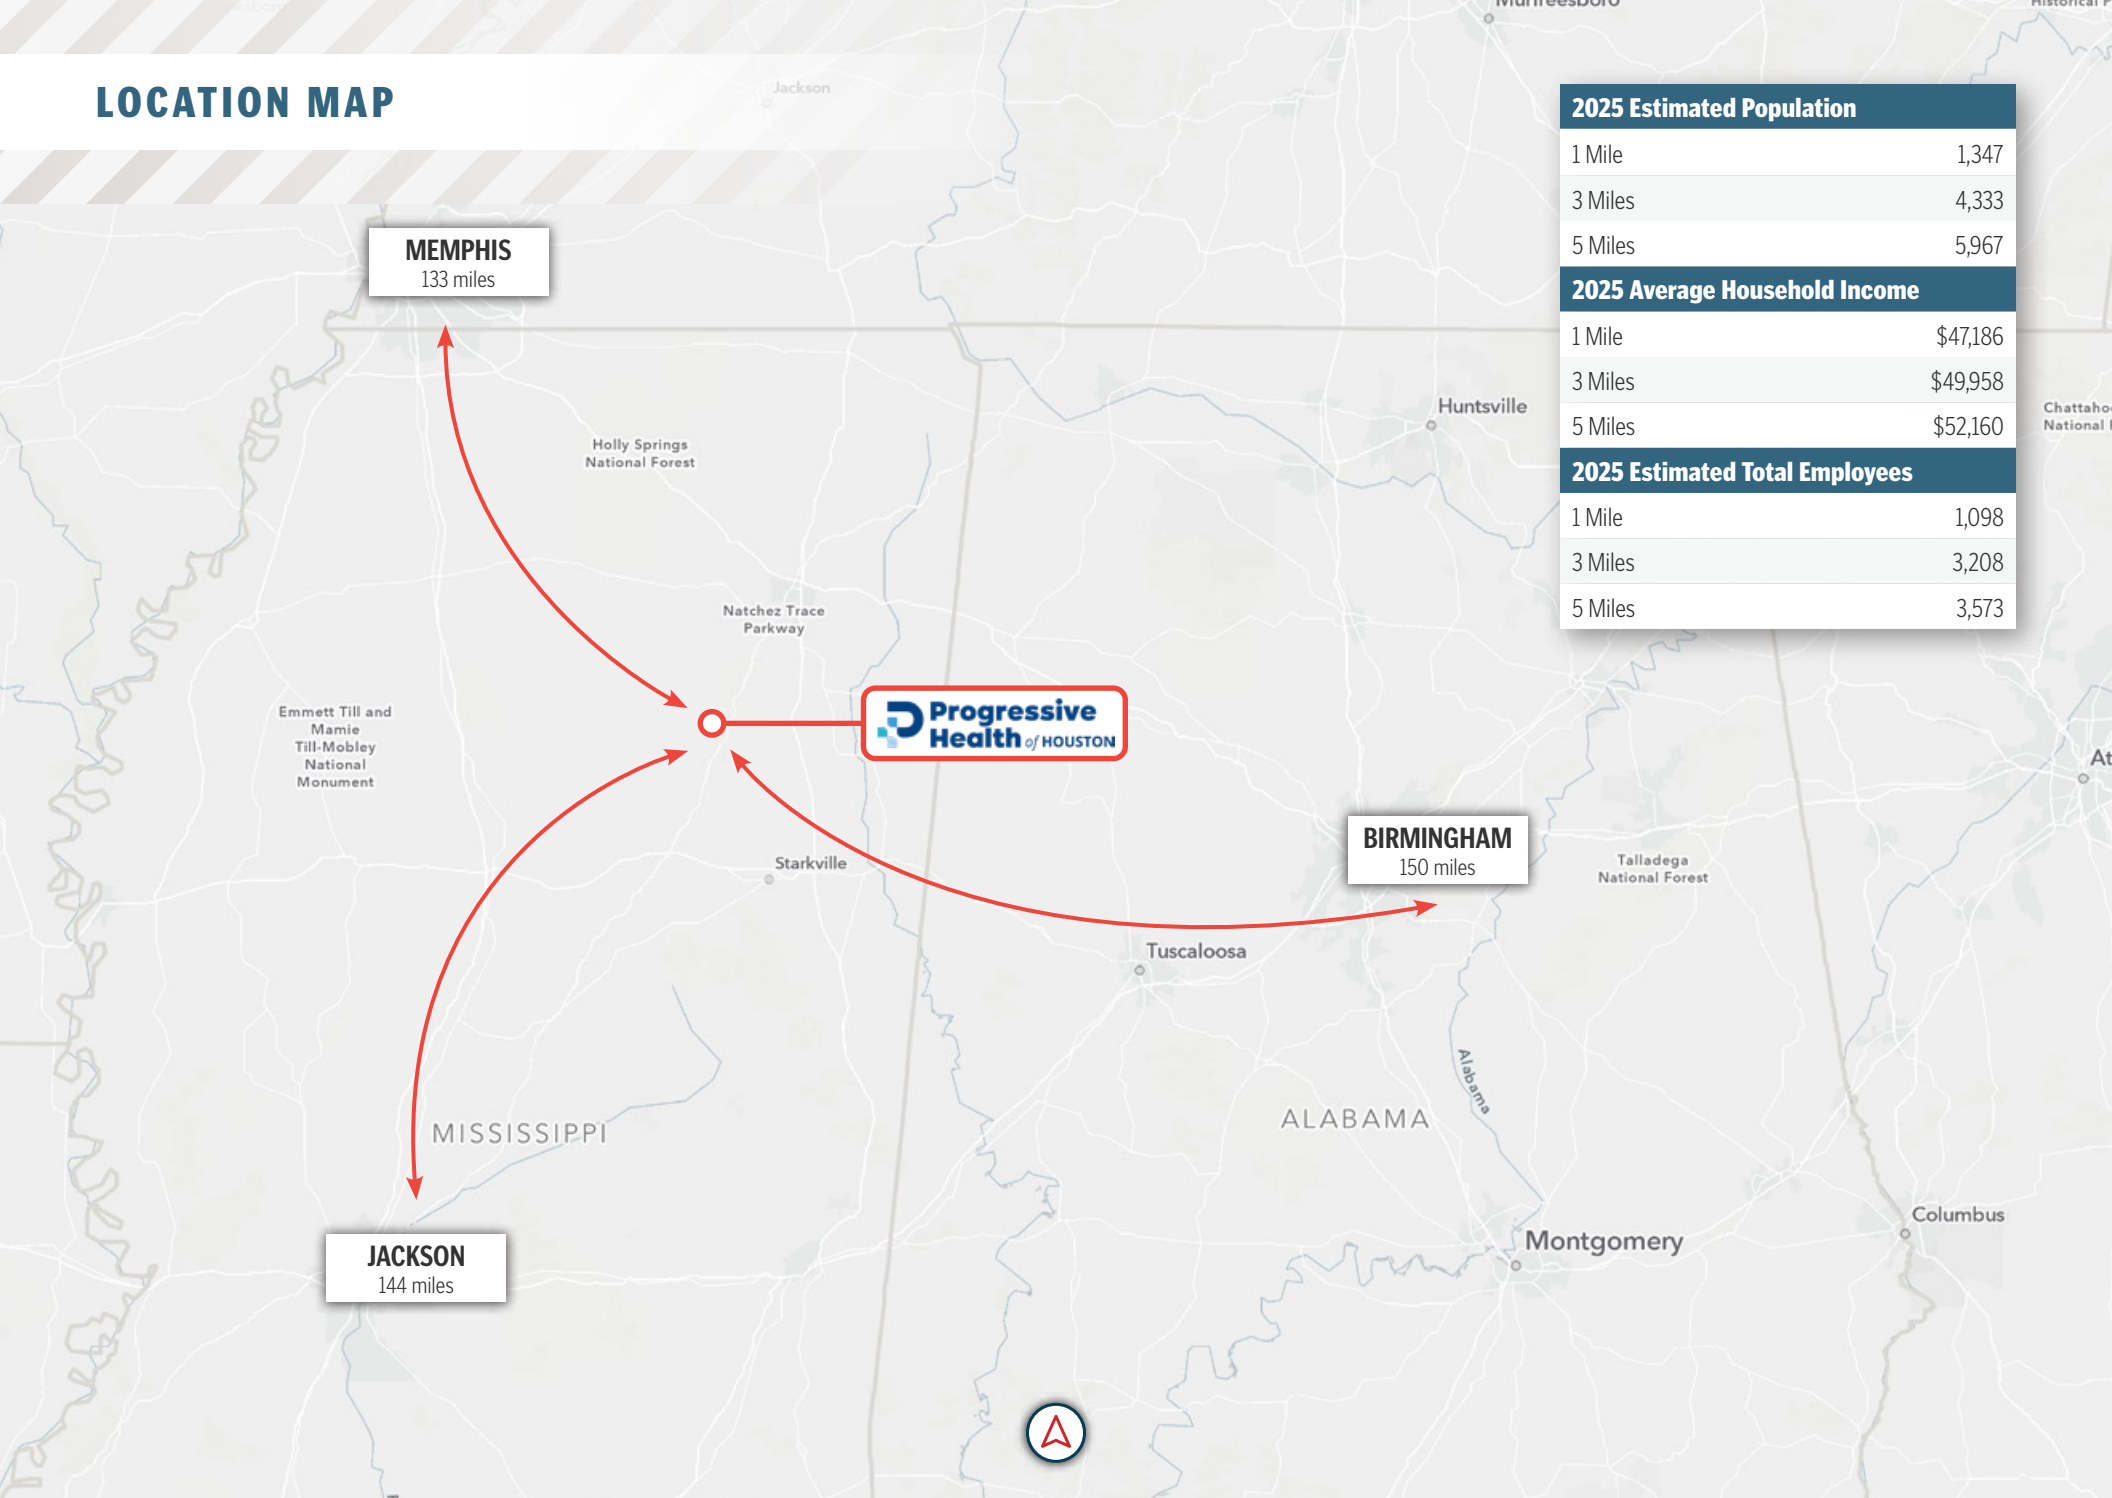 LOCATION MAP
Jackson
2025 Estimated Population
1 Mile 1,347
3 Miles 4,333
5 Miles 5,967
2025 Average Household Income
1 Mile $47,186
3 Miles $49,958
5 Miles $52,160
2025 Estimated Total Employees
1 Mile 1,098
3 Miles 3,208
5 Miles 3,573
MEMPHIS
133 miles
Huntsville
Holly Springs
National Forest
Natchez Trace
Parkway
Emmett Till and
Mamie
Till-Mobley
National
Monument
Progressive
Health of HOUSTON
BIRMINGHAM
150 miles
Starkville
Talladega
National Forest
Tuscaloosa
Alabama
MISSISSIPPI
ALABAMA
JACKSON
144 miles
Montgomery
Columbus